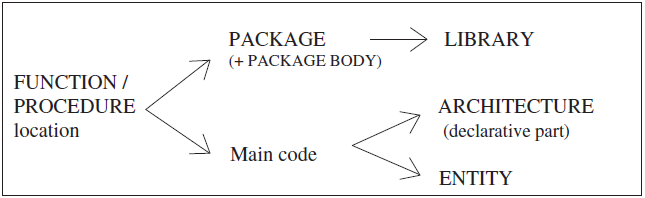 PACKAGE
(+ PACKAGE BODY)
LIBRARY
FUNCTION /
PROCEDURE
location
ARCHITECTURE
(declarative part)
Main code
ENTITY